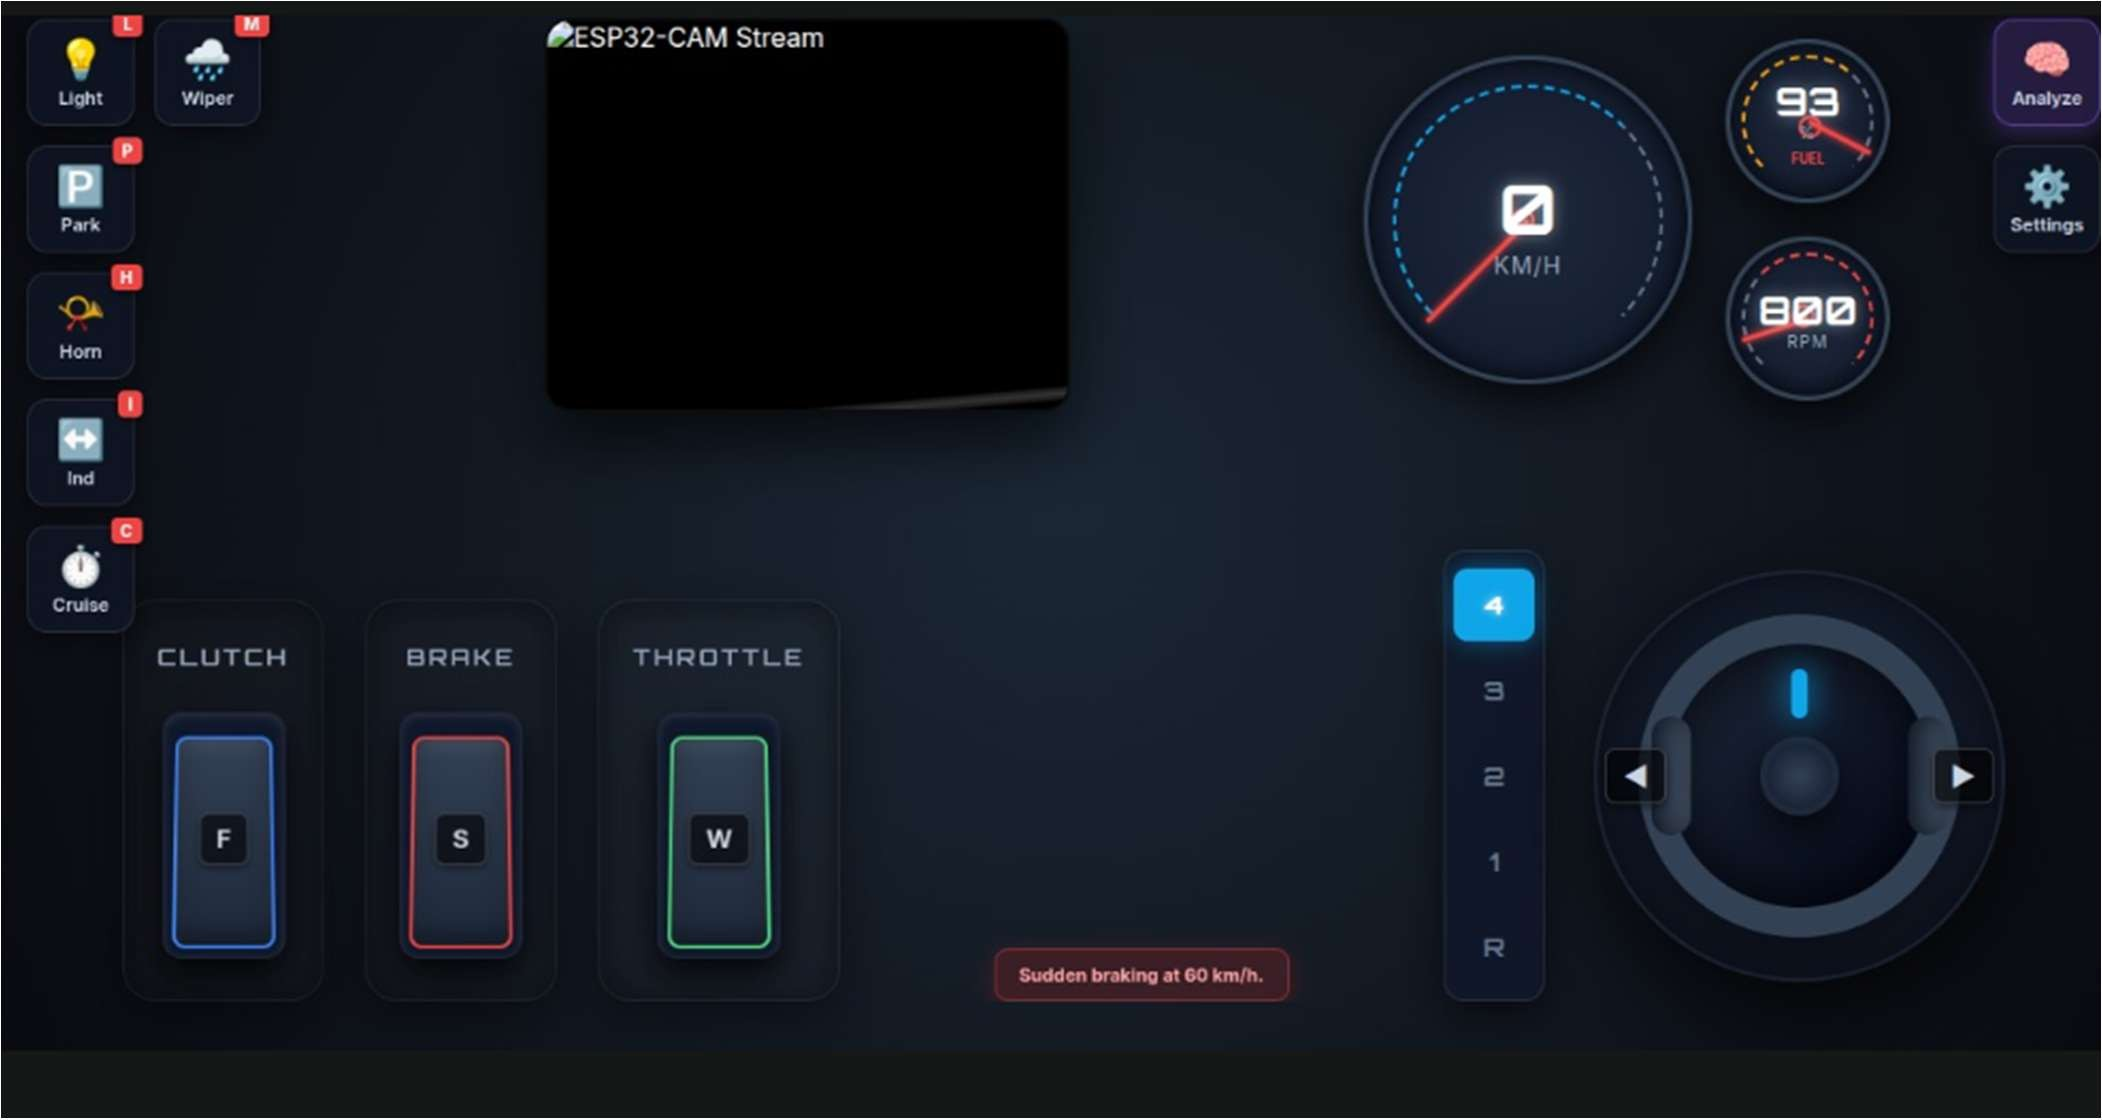 L
Light
M
Wiper
P
P
Park
H
Horn
I
Ind
C
Cruise
ESP32-CAM Stream
0
KM/H
93
FUEL
800
RPM
Analyze
Settings
CLUTCH
F
BRAKE
S
THROTTLE
W
Sudden braking at 60 km/h.
4
3
2
1
R
◀
▶